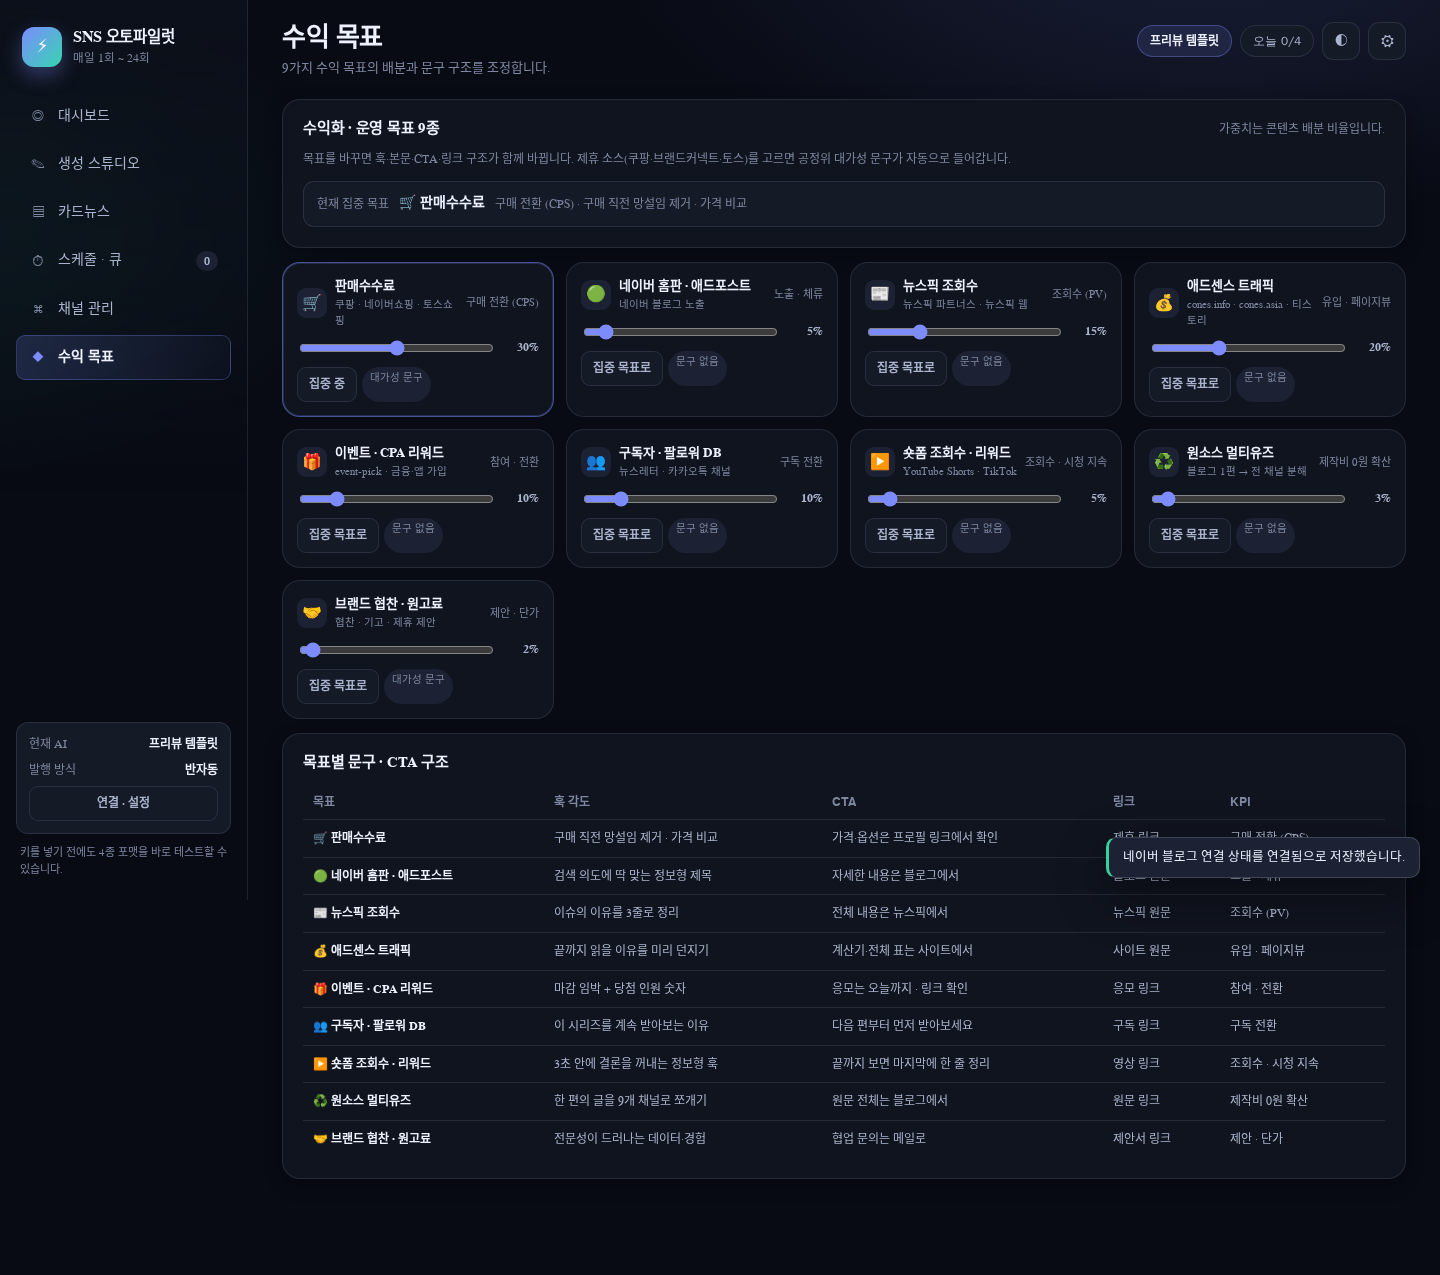 SNS 오토파일럿
매일 1회 ~ 24회
대시보드
생성 스튜디오
카드뉴스
스케줄 · 큐 0
채널 관리
수익 목표
현재 AI 프리뷰 템플릿
발행 방식 반자동
연결 · 설정
키를 넣기 전에도 4종 포맷을 바로 테스트할 수
있습니다.
수익 목표
9가지 수익 목표의 배분과 문구 구조를 조정합니다.
프리뷰 템플릿 오늘 0/4
수익화 · 운영 목표 9종 가중치는 콘텐츠 배분 비율입니다.
목표를 바꾸면 훅·본문·CTA·링크 구조가 함께 바뀝니다. 제휴 소스(쿠팡·브랜드커넥트·토스)를 고르면 공정위 대가성 문구가 자동으로 들어갑니다.
현재 집중 목표 🛒 판매수수료 구매 전환 (CPS) · 구매 직전 망설임 제거 · 가격 비교
판매수수료
쿠팡 · 네이버쇼핑 · 토스쇼
핑
구매 전환 (CPS)
30%
집중 중 대가성 문구
네이버 홈판 · 애드포스트
네이버 블로그 노출
노출 · 체류
5%
집중 목표로 문구 없음
뉴스픽 조회수
뉴스픽 파트너스 · 뉴스픽 웹
조회수 (PV)
15%
집중 목표로 문구 없음
애드센스 트래픽
cones.info · cones.asia · 티스
토리
유입 · 페이지뷰
20%
집중 목표로 문구 없음
이벤트 · CPA 리워드
event-pick · 금융 앱 가입
참여 · 전환
10%
집중 목표로 문구 없음
구독자 · 팔로워 DB
뉴스레터 · 카카오톡 채널
구독 전환
10%
집중 목표로 문구 없음
숏폼 조회수 · 리워드
YouTube Shorts · TikTok
조회수 · 시청 지속
5%
집중 목표로 문구 없음
원소스 멀티유즈
블로그 1편 → 전 채널 분해
제작비 0원 확산
3%
집중 목표로 문구 없음
브랜드 협찬 · 원고료
협찬 · 기고 · 제휴 제안
제안 · 단가
2%
집중 목표로 대가성 문구
목표별 문구 · CTA 구조
목표 훅 각도 CTA 링크 KPI
🛒 판매수수료 구매 직전 망설임 제거 · 가격 비교 가격·옵션은 프로필 링크에서 확인 제휴 링크 구매 전환 (CPS)
네이버 블로그 연결 상태를 연결됨으로 저장했습니다.
🟢 네이버 홈판 · 애드포스트 검색 의도에 딱 맞는 정보형 제목 자세한 내용은 블로그에서
📰 뉴스픽 조회수 이슈의 이유를 3줄로 정리 전체 내용은 뉴스픽에서 뉴스픽 원문 조회수 (PV)
💰 애드센스 트래픽 끝까지 읽을 이유를 미리 던지기 계산기·전체 표는 사이트에서 사이트 원문 유입 · 페이지뷰
🎁 이벤트 · CPA 리워드 마감 임박 + 당첨 인원 숫자 응모는 오늘까지 · 링크 확인 응모 링크 참여 · 전환
👥 구독자 · 팔로워 DB 이 시리즈를 계속 받아보는 이유 다음 편부터 먼저 받아보세요 구독 링크 구독 전환
▶️ 숏폼 조회수 · 리워드 3초 안에 결론을 꺼내는 정보형 훅 끝까지 보면 마지막에 한 줄 정리 영상 링크 조회수 · 시청 지속
♻️ 원소스 멀티유즈 한 편의 글을 9개 채널로 쪼개기 원문 전체는 블로그에서 원문 링크 제작비 0원 확산
🤝 브랜드 협찬 · 원고료 전문성이 드러나는 데이터·경험 협업 문의는 메일로 제안서 링크 제안 · 단가